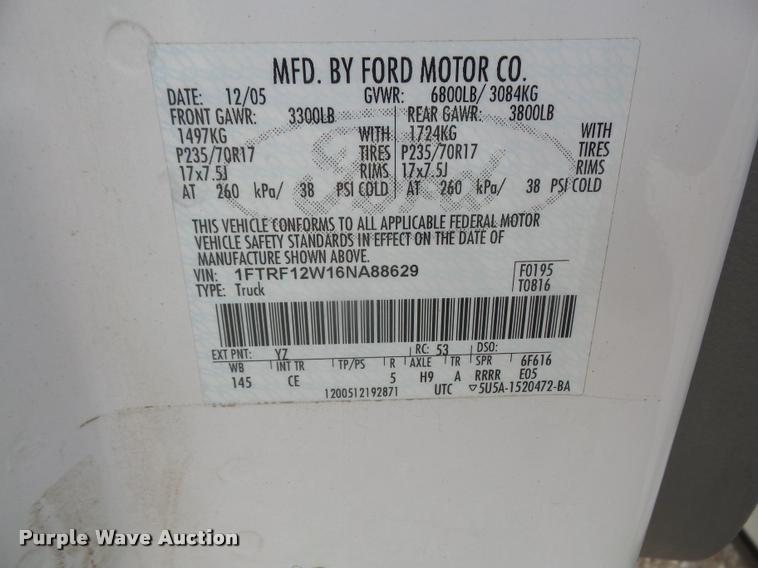 MFD. BY FORD MOTOR CO.
DATE: 12/05 GVWR: 6800LB/ 3084KG
FRONT GAWR: 3300LB REAR GAWR: 3800LB
1497KG WITH 1724KG WITH
P235/70R17 TIRES P235/70R17 TIRES
17x7.5J RIMS 17x7.5J RIMS
AT 260 kPa/ 38 PSI COLD AT 260 kPa/ 38 PSI COLD
Ford
THIS VEHICLE CONFORMS TO ALL APPLICABLE FEDERAL MOTOR
VEHICLE SAFETY STANDARDS IN EFFECT ON THE DATE OF
MANUFACTURE SHOWN ABOVE.
VIN: 1FTRF12W16NA88629 F0195
TYPE: Truck T0816
EXT PNT: YZ RC: 53 DSO:
WB INT TR TP/PS R AXLE TR SPR 6F616
145 CE 5 H9 A RRRR E05
1200512192871 UTC ▽5U5A-1520472-BA
Purple Wave Auction